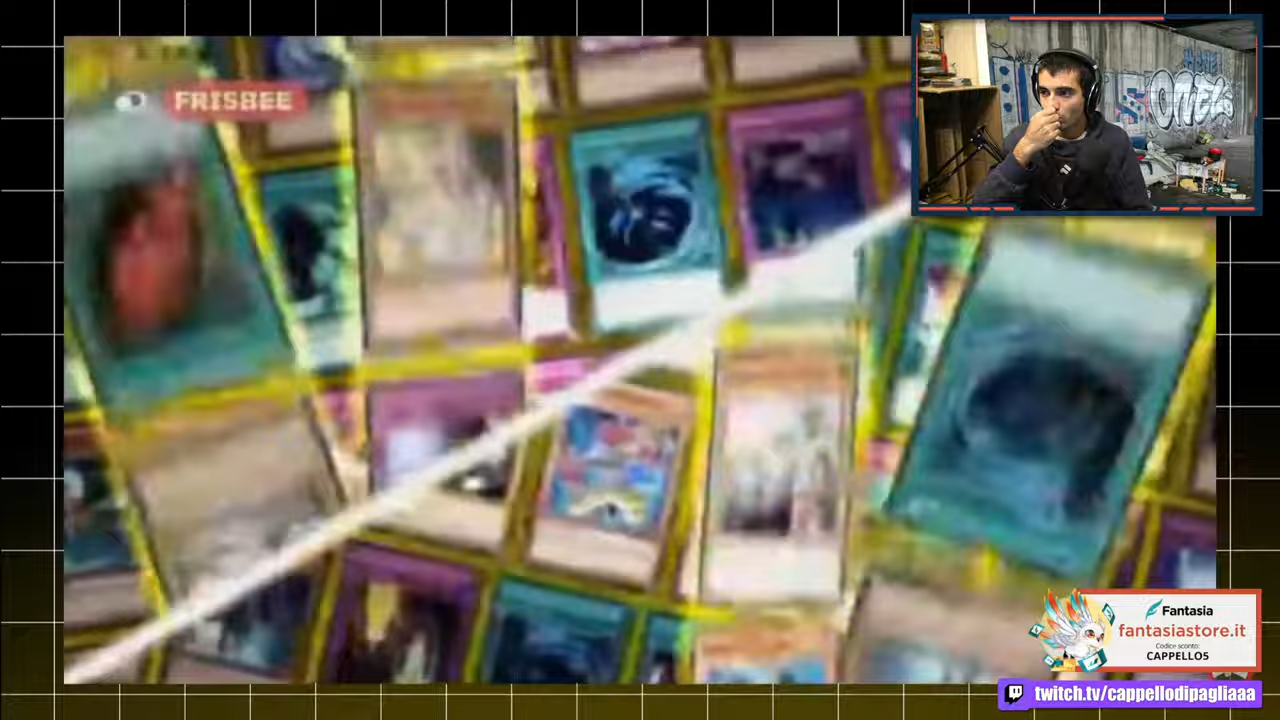 FRISBEE
Fantasia
fantasiastore.it
Codice sconto:
CAPPELLO5
twitch.tv/cappellodipagliaaa